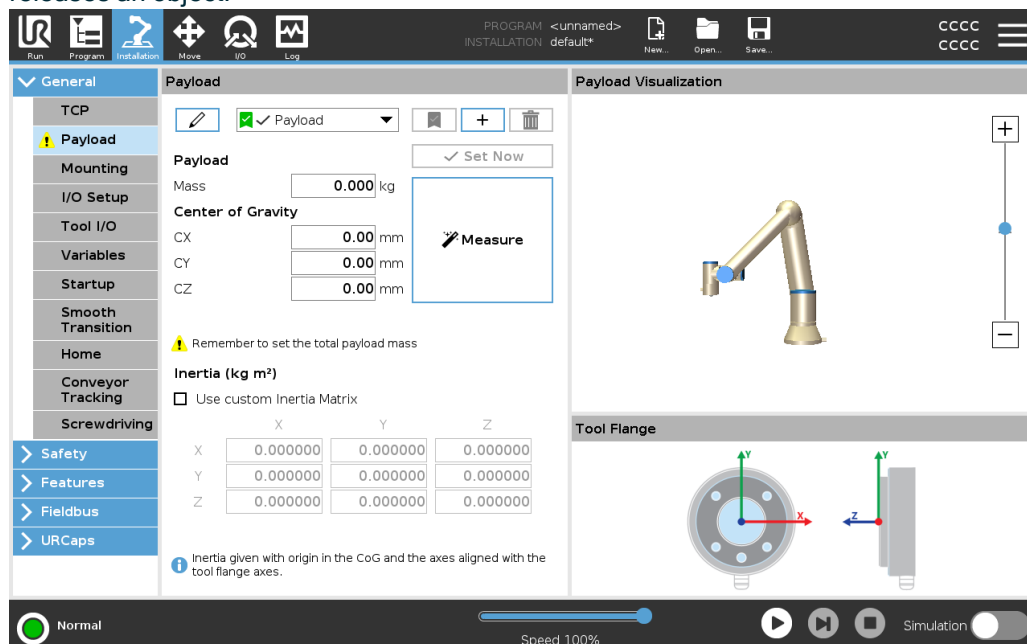 PROGRAM <unnamed>
INSTALLATION default*
CCCC
CCCC
Run Program Installation Move I/O Log New... Open... Save...
General
TCP
Payload
Mounting
I/O Setup
Tool I/O
Variables
Startup
Smooth
Transition
Home
Conveyor
Tracking
Screwdriving
Safety
Features
Fieldbus
URCaps
Payload
Payload
Payload
Set Now
Mass 0.000 kg
Center of Gravity
CX 0.00 mm
CY 0.00 mm
CZ 0.00 mm
Measure
Remember to set the total payload mass
Inertia (kg m²)
Use custom Inertia Matrix
X Y Z
X 0.000000 0.000000 0.000000
Y 0.000000 0.000000 0.000000
Z 0.000000 0.000000 0.000000
Inertia given with origin in the CoG and the axes aligned with the
tool flange axes.
Payload Visualization
Tool Flange
Y Y
X Z
Normal
Speed 100%
Simulation